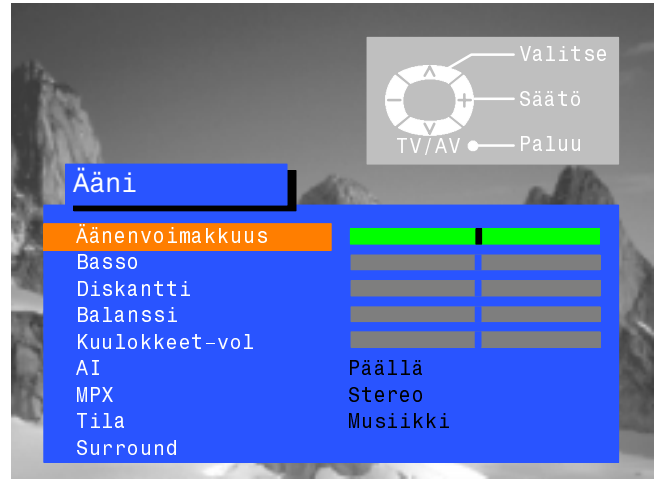 Valitse
Säätö
TV/AV Paluu
Ääni
Äänenvoimakkuus
Basso
Diskantti
Balanssi
Kuulokkeet-vol
AI Päällä
MPX Stereo
Tila Musiikki
Surround